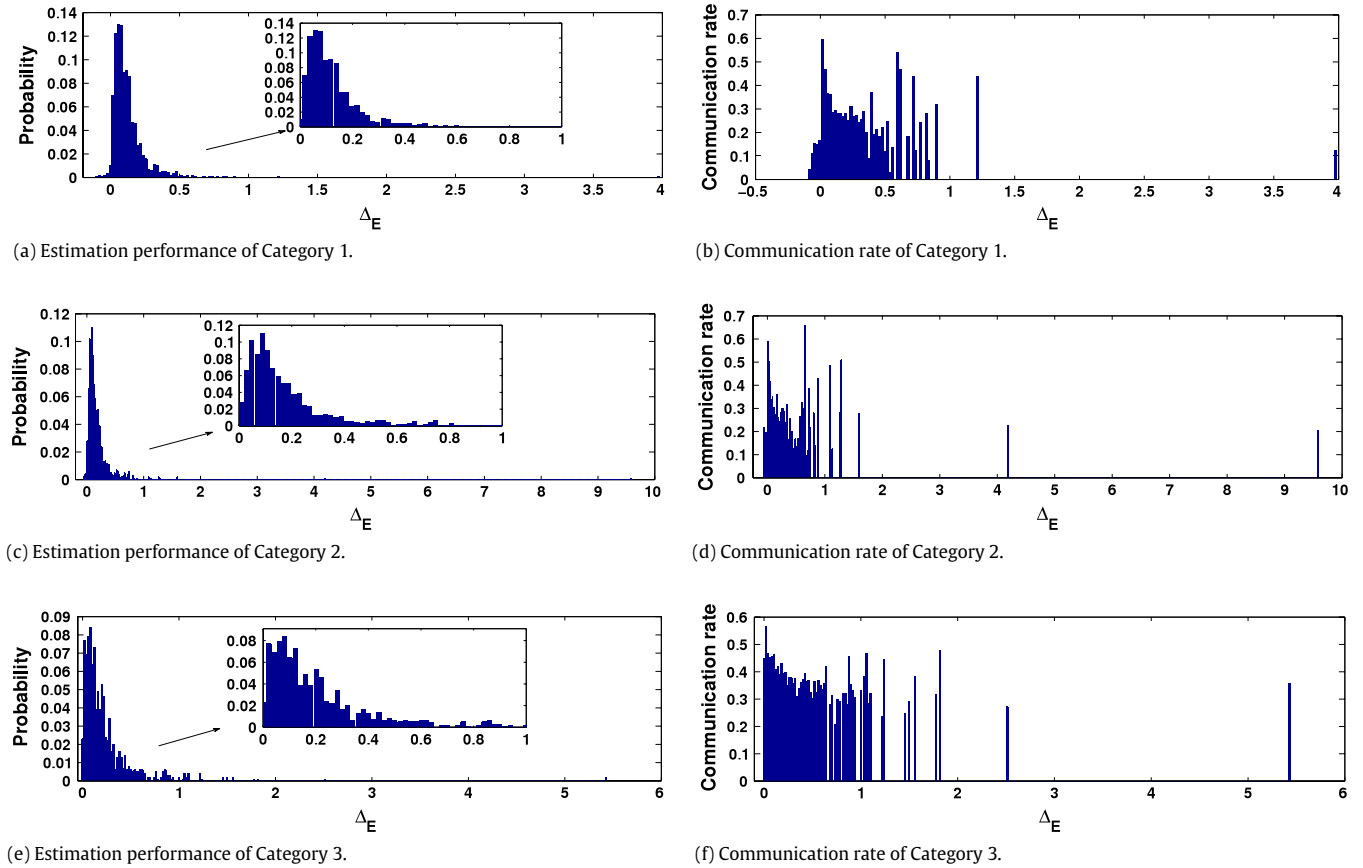 0.14
0.12
0.1
0.08
0.06
0.04
0.02
0
Probability
0 0.5 1 1.5 2 2.5 3 3.5 4
Δ_E
0.14
0.12
0.10
0.08
0.06
0.04
0.02
0
0 0.2 0.4 0.6 0.8 1
(a) Estimation performance of Category 1.
0.7
0.6
0.5
0.4
0.3
0.2
0.1
0
Communication rate
−0.5 0 0.5 1 1.5 2 2.5 3 3.5 4
Δ_E
(b) Communication rate of Category 1.
0.12
0.1
0.08
0.06
0.04
0.02
0
Probability
0 1 2 3 4 5 6 7 8 9 10
Δ_E
0.12
0.10
0.08
0.06
0.04
0.02
0
0 0.2 0.4 0.6 0.8 1
(c) Estimation performance of Category 2.
0.7
0.6
0.5
0.4
0.3
0.2
0.1
0
Communication rate
0 1 2 3 4 5 6 7 8 9 10
Δ_E
(d) Communication rate of Category 2.
0.09
0.08
0.07
0.06
0.05
0.04
0.03
0.02
0.01
0
Probability
0 1 2 3 4 5 6
Δ_E
0.08
0.06
0.04
0.02
0
0 0.2 0.4 0.6 0.8 1
(e) Estimation performance of Category 3.
0.6
0.5
0.4
0.3
0.2
0.1
0
Communication rate
0 1 2 3 4 5 6
Δ_E
(f) Communication rate of Category 3.